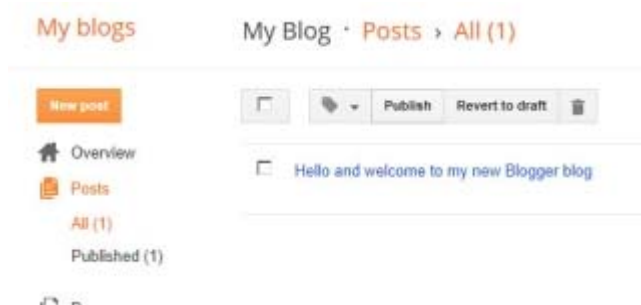 My blogs
My Blog · Posts › All (1)
New post
Publish Revert to draft
Overview
Hello and welcome to my new Blogger blog
Posts
All (1)
Published (1)